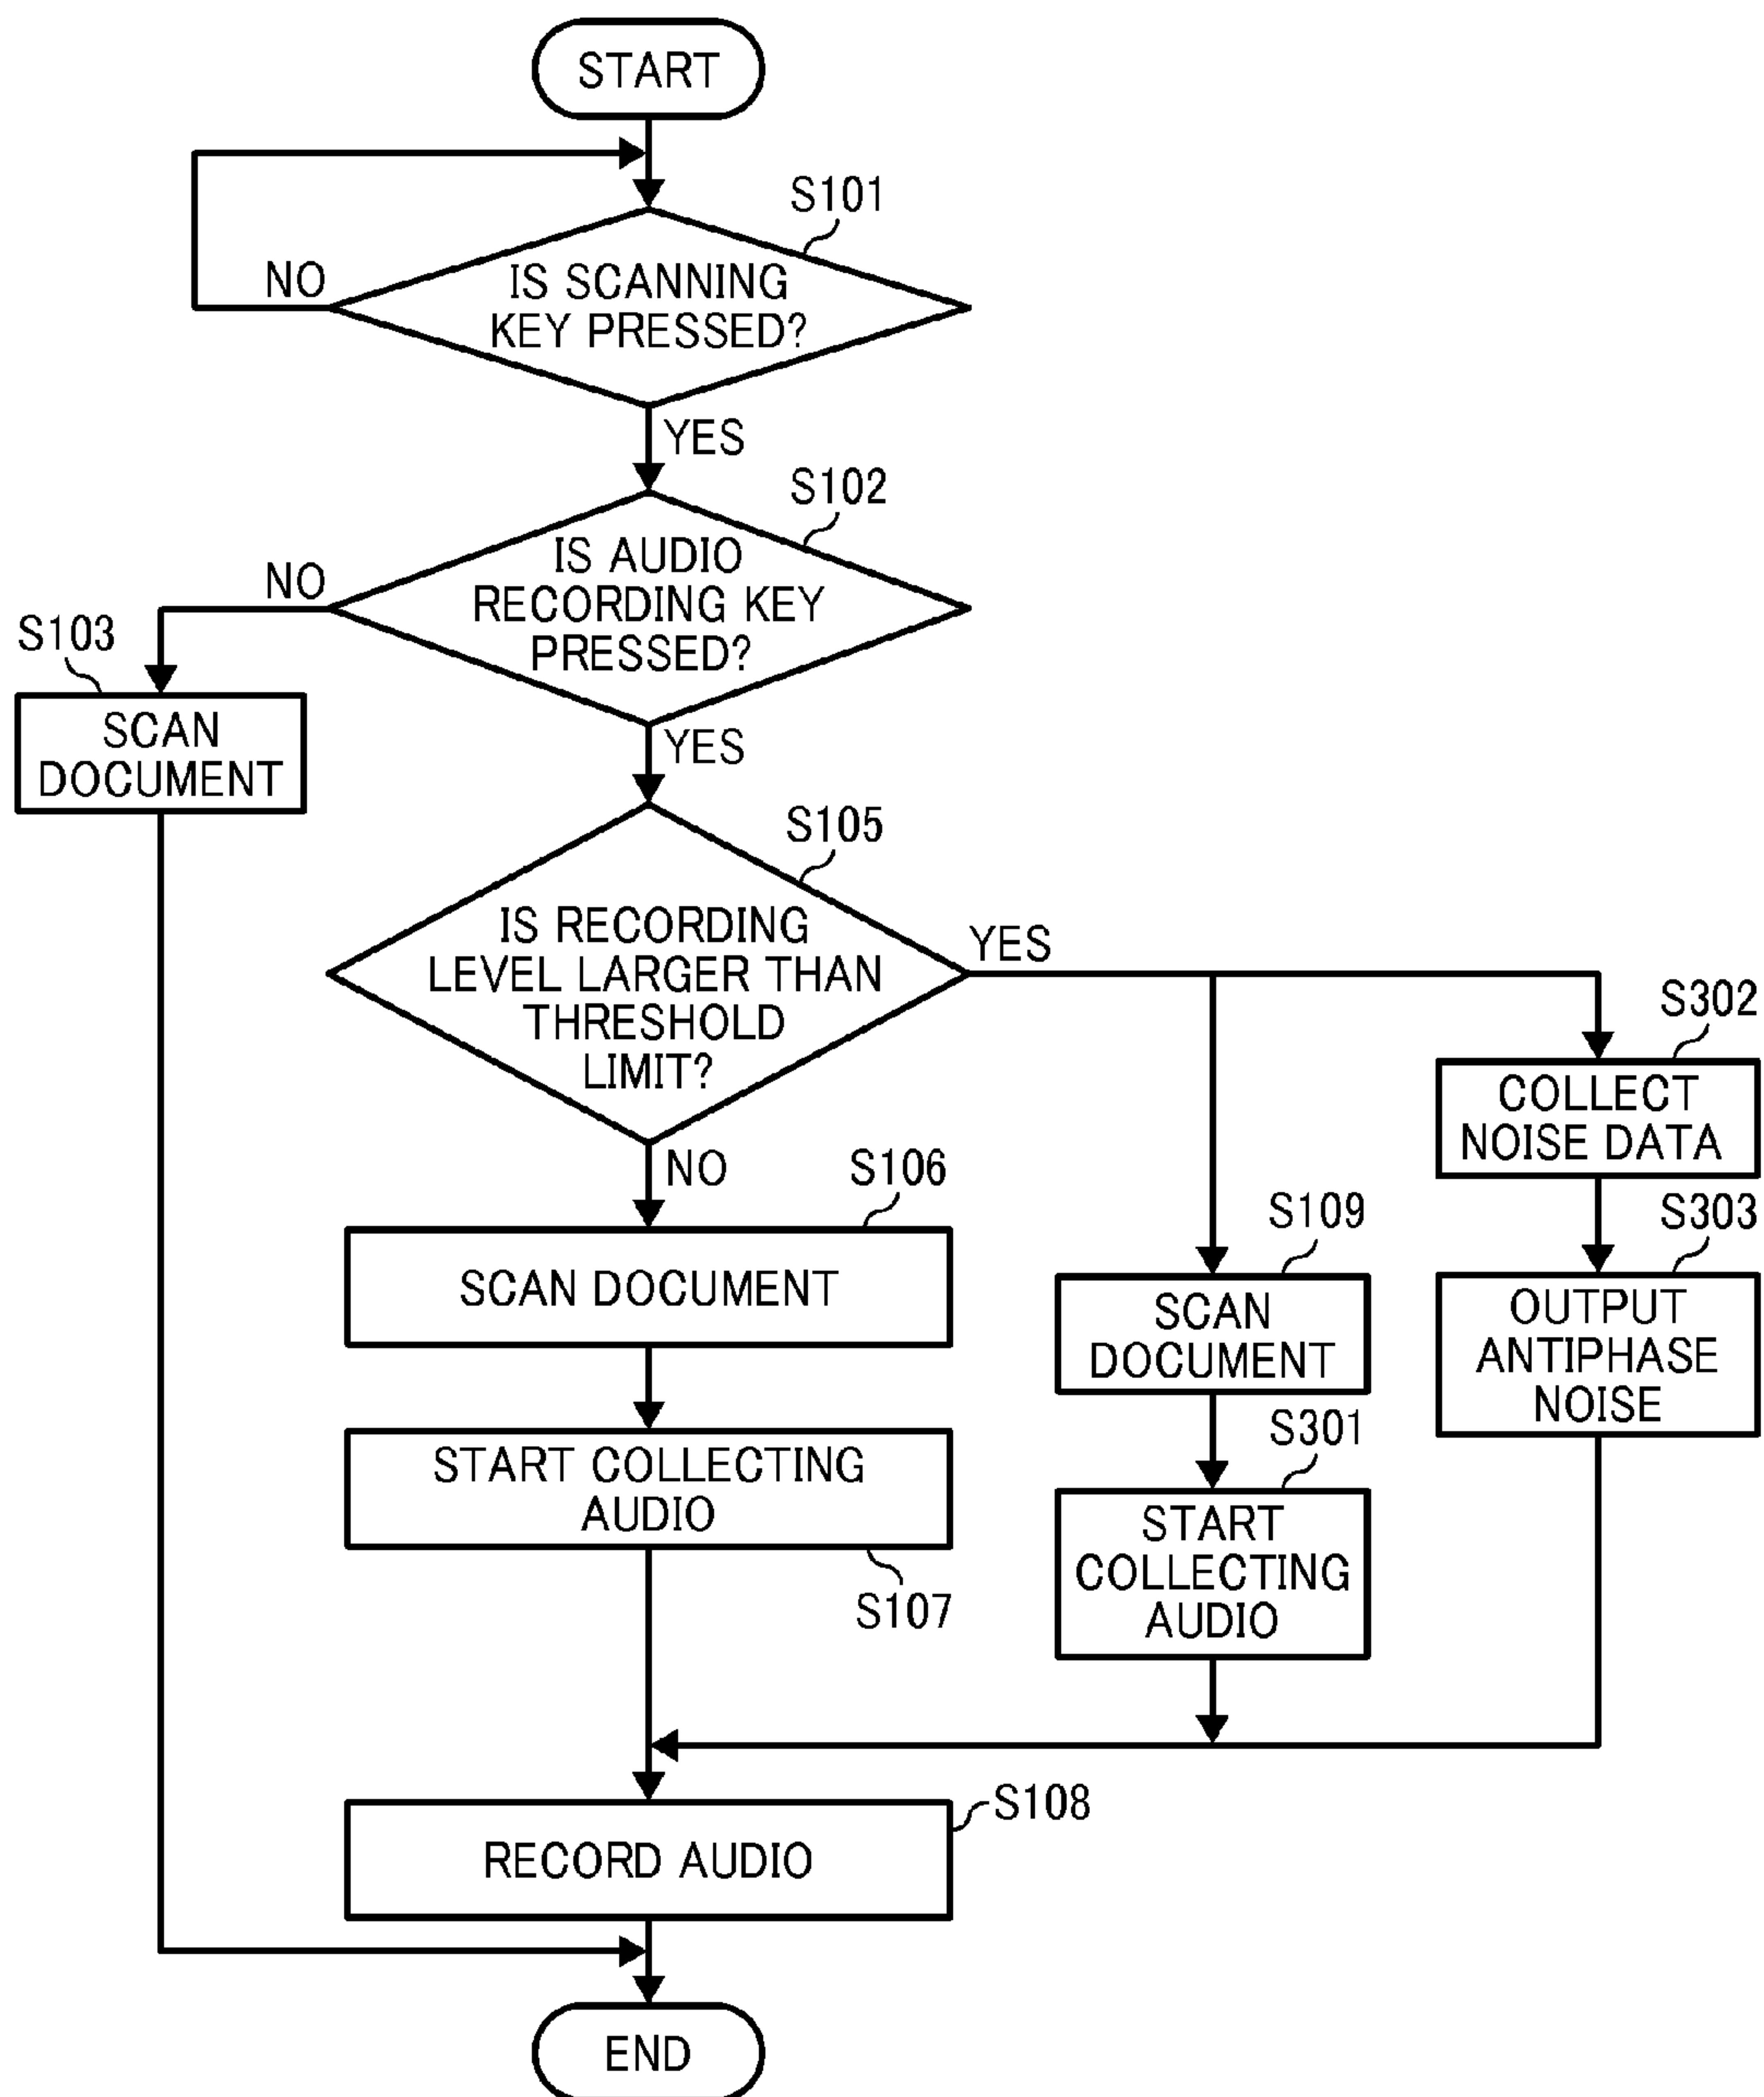 START
S101
NO
IS SCANNING
KEY PRESSED?
YES
S102
NO
IS AUDIO
RECORDING KEY
PRESSED?
S103
SCAN
DOCUMENT
YES
S105
IS RECORDING
LEVEL LARGER THAN
THRESHOLD
LIMIT?
YES
S302
COLLECT
NOISE DATA
NO
S106
SCAN DOCUMENT
S109
SCAN
DOCUMENT
S303
OUTPUT
ANTIPHASE
NOISE
START COLLECTING
AUDIO
S107
S301
START
COLLECTING
AUDIO
S108
RECORD AUDIO
END